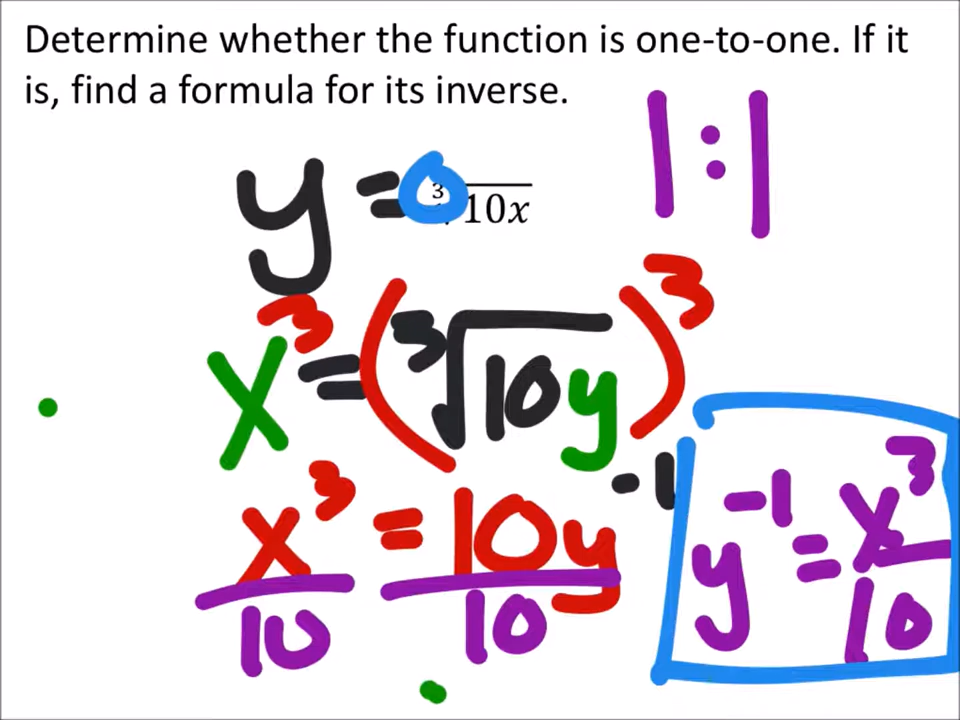 Determine whether the function is one-to-one. If it
is, find a formula for its inverse.
1:1
y = ∛10x
x³ = (∛10y)³
x³ = 10y
10 10
-1
y⁻¹ = x³/10